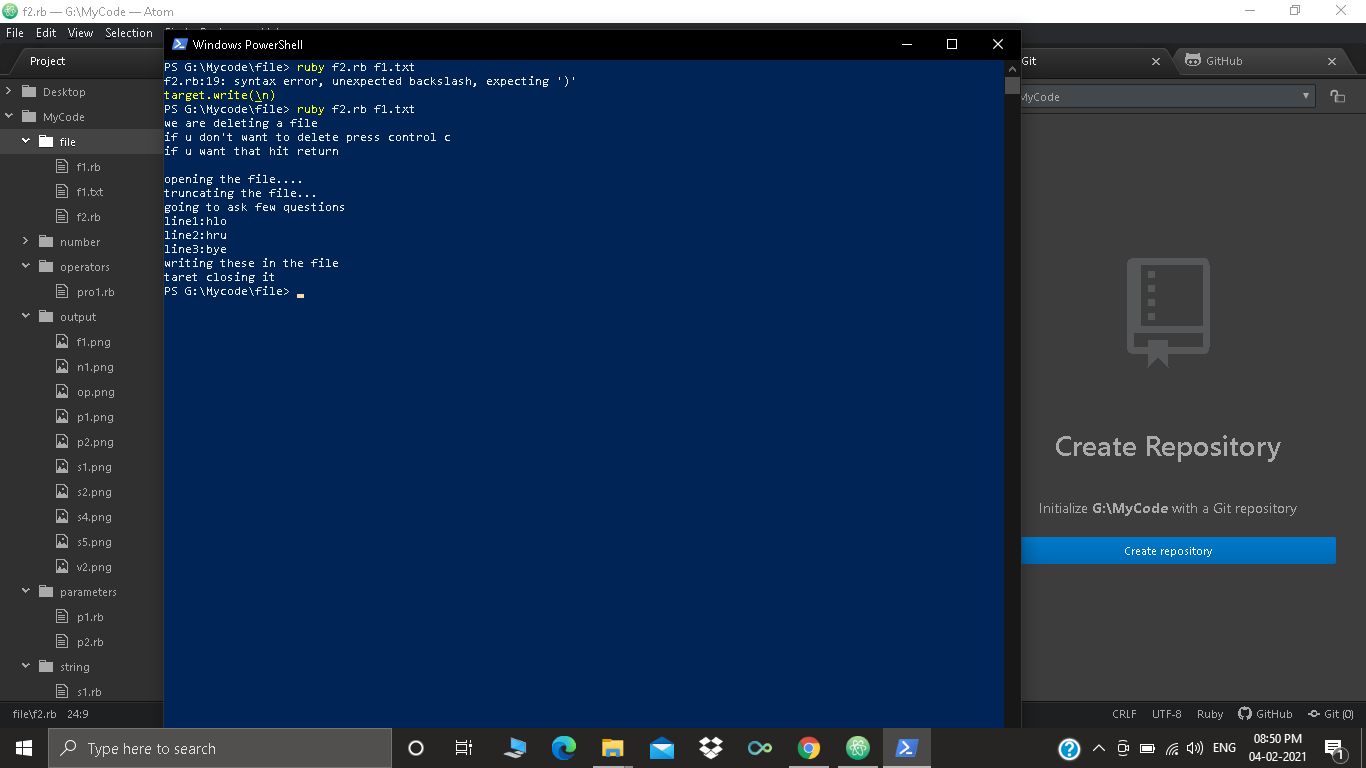 f2.rb — G:\MyCode — Atom
File Edit View Selection
Windows PowerShell
Project
Git
GitHub
Desktop
MyCode
file
f1.rb
f1.txt
f2.rb
number
operators
pro1.rb
output
f1.png
n1.png
op.png
p1.png
p2.png
s1.png
s2.png
s4.png
s5.png
v2.png
parameters
p1.rb
p2.rb
string
s1.rb
PS G:\Mycode\file> ruby f2.rb f1.txt
f2.rb:19: syntax error, unexpected backslash, expecting ')'
target.write(\n)
PS G:\Mycode\file> ruby f2.rb f1.txt
we are deleting a file
if u don't want to delete press control c
if u want that hit return
opening the file....
truncating the file...
going to ask few questions
line1:hlo
line2:hru
line3:bye
writing these in the file
taret closing it
PS G:\Mycode\file>
MyCode
Create Repository
Initialize G:\MyCode with a Git repository
Create repository
file\f2.rb 24:9
CRLF UTF-8 Ruby GitHub Git (0)
Type here to search
ENG
08:50 PM
04-02-2021
1